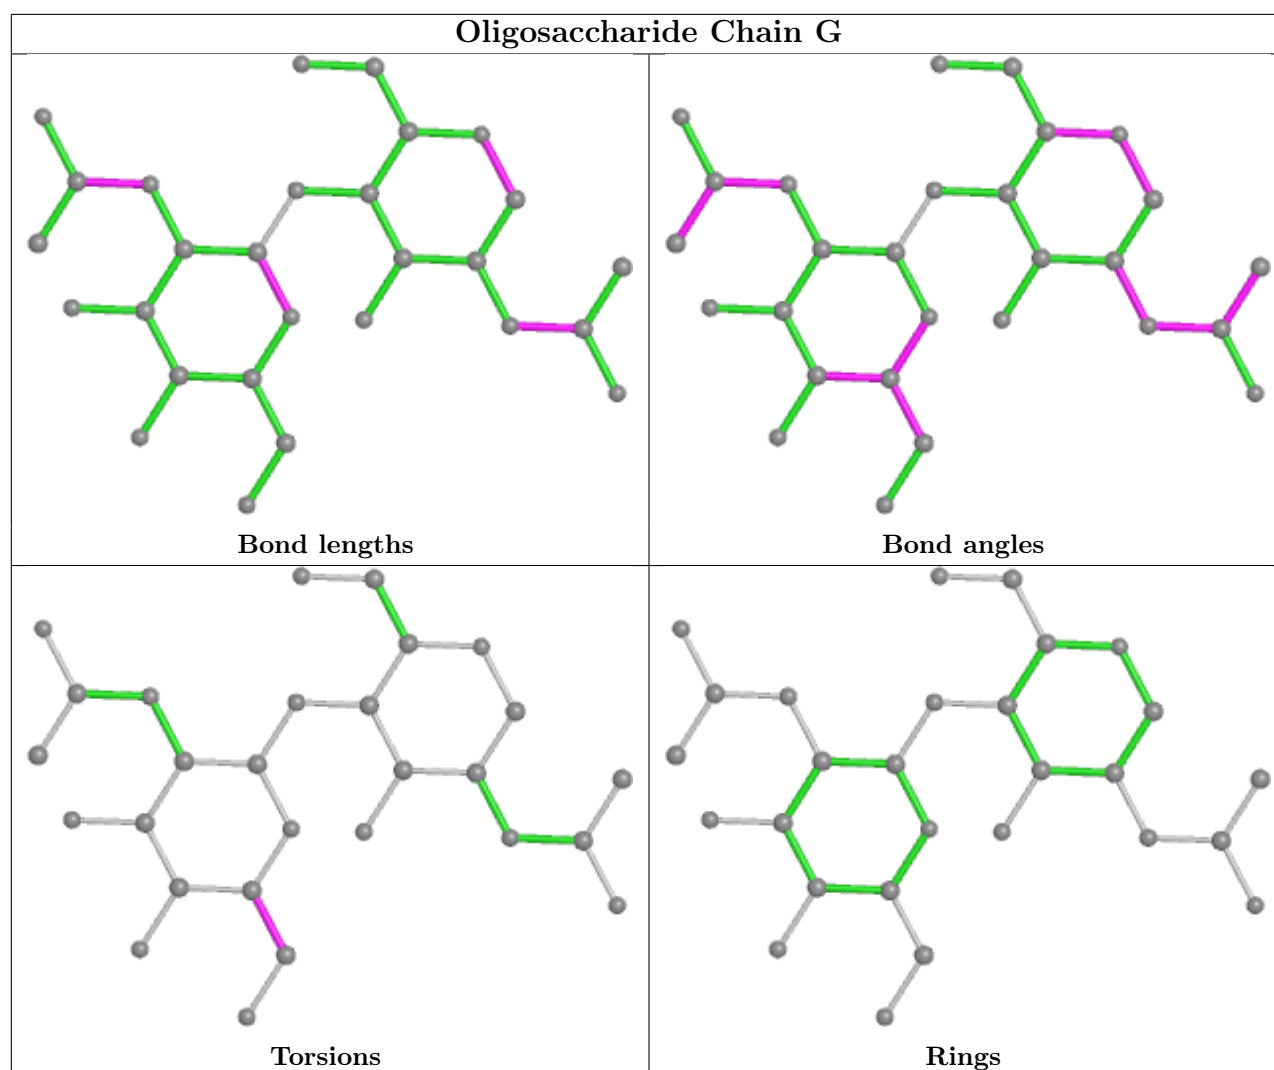 Oligosaccharide Chain G
Bond lengths
Bond angles
Torsions
Rings